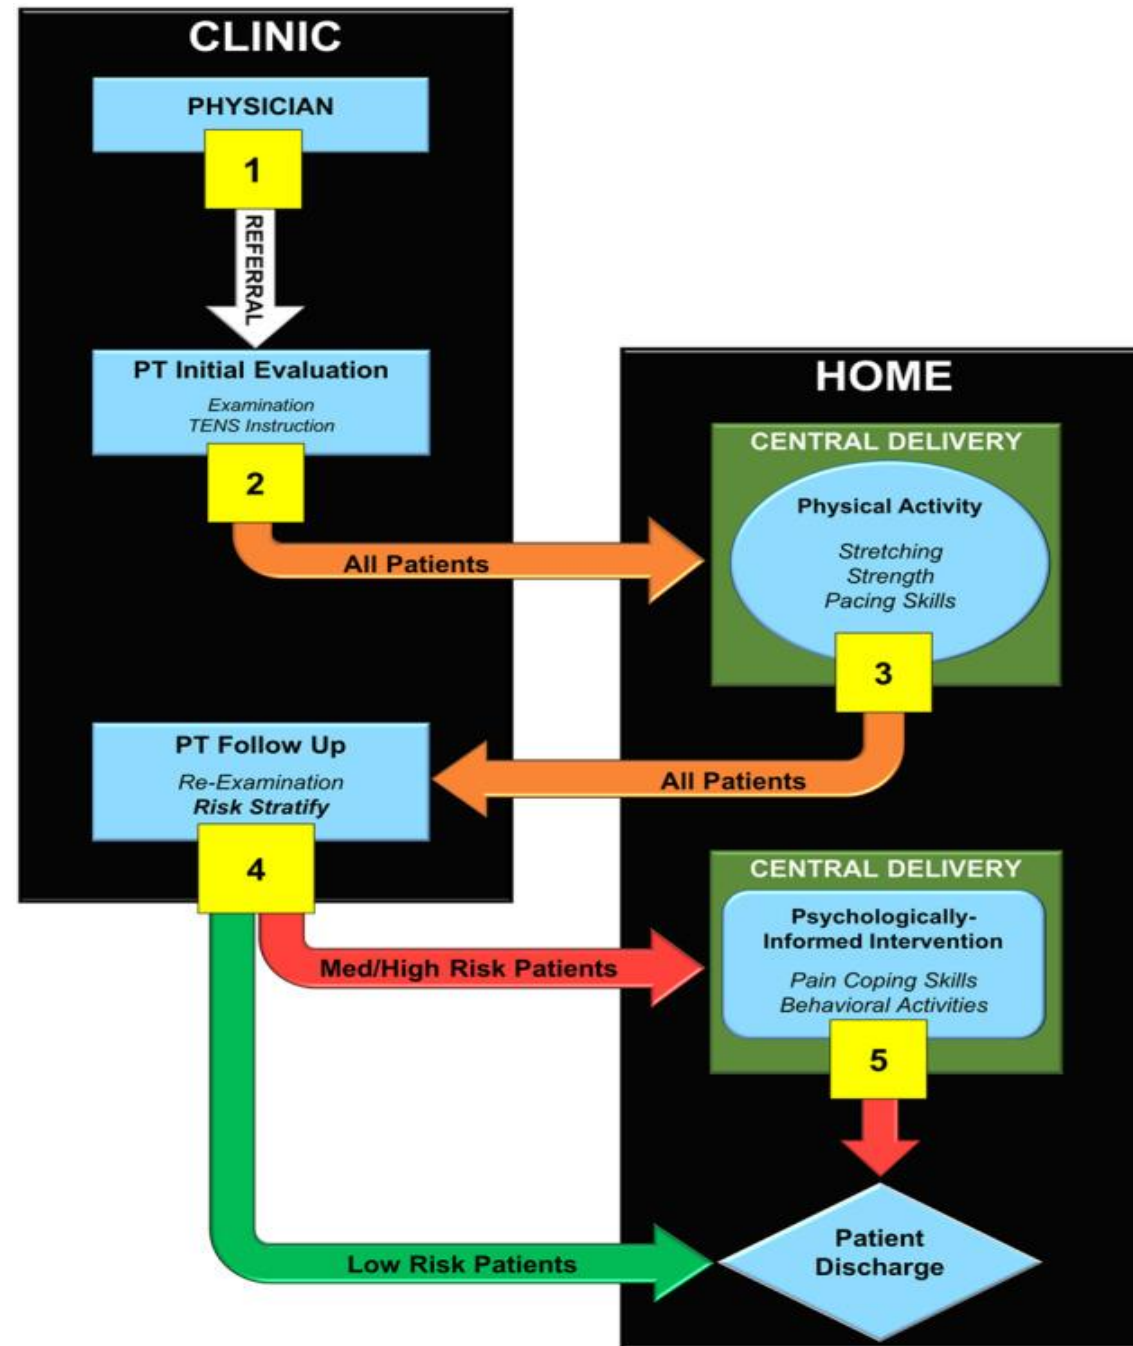 CLINIC
PHYSICIAN
1
REFERRAL
PT Initial Evaluation
Examination
TENS Instruction
2
All Patients
HOME
CENTRAL DELIVERY
Physical Activity
Stretching
Strength
Pacing Skills
3
All Patients
PT Follow Up
Re-Examination
Risk Stratify
4
Med/High Risk Patients
CENTRAL DELIVERY
Psychologically-
Informed Intervention
Pain Coping Skills
Behavioral Activities
5
Low Risk Patients
Patient
Discharge